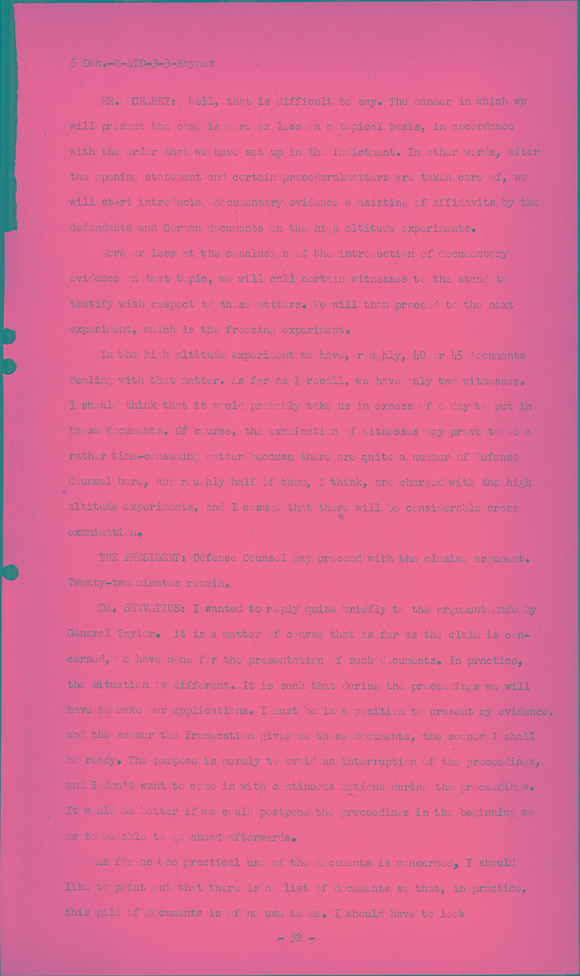 5 Dec.-M-ATD-3-3-Haynes
MR. MCHANEY: Well, that is difficult to say. The manner in which we
will present the case is more or less on a topical basis, in accordence
with the order that we have set up in the Indictment. In other words, after
the opening statement and certain proceduralmatters are taken care of, we
will start introducing documentary evidence consisting of affidavits by the
defendants and German documents on the high altitude experiments.
More or less at the conclusion of the introduction of documentary
evidence on that topic, we will call certain witnesses to the stand to
testify with respect to these matters. We will then proceed to the next
experiment, which is the freezing experiment.
In the high altitude experiment we have, roughly, 40 or 45 documents
dealing with that matter. As far as I recall, we have only two witnesses.
I should think that it would probably take us in excess of a day to put in
these documents. Of course, the examination of witnesses may prove to be a
rather time-consuming matter because there are quite a number of Defense
Counsel here, and roughly half of them, I think, are charged with the high
altitude experiments, and I assume that there will be considerable cross
examination.
THE PRESIDENT: Defense Counsel may proceed with the closing argument.
Twenty-two minutes remain.
DR. SERVATIUS: I wanted to reply quite briefly to the argument made by
General Taylor. It is a matter of course that as far as the claim is con-
cerned, we have none for the presentation of such documents. In practice,
the situation is different. It is such that during the proceedings we will
have to make our applications. I must be in a position to present my evidence,
and the sooner the Prosecution gives me these documents, the sooner I shall
be ready. The purpose is merely to avoid an interruption of the proceedings,
and I don't want to come in with continuous motions during the proceedings.
It would be better if we could postpone the proceedings in the beginning so
as to be able to go ahead afterwards.
As far as the practical use of the documents is concerned, I should
like to point out that there is no list of documents so that, in practice,
this pile of documents is of no use to me. I should have to look
- 32 -